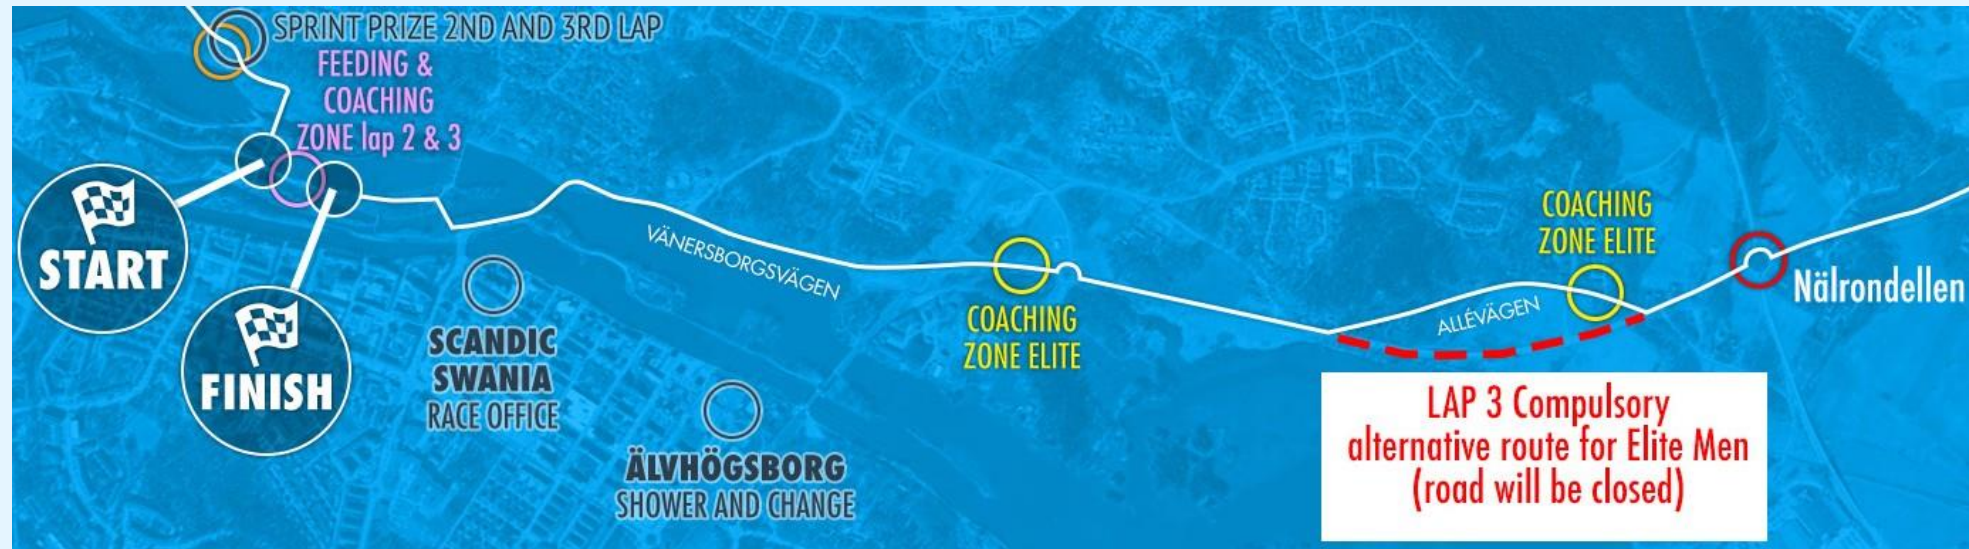 SPRINT PRIZE 2ND AND 3RD LAP
FEEDING &
COACHING
ZONE lap 2 & 3
START
FINISH
SCANDIC
SWANIA
RACE OFFICE
ÄLVHÖGSBORG
SHOWER AND CHANGE
VÄNERSBORGSVÄGEN
COACHING
ZONE ELITE
ALLÉVÄGEN
COACHING
ZONE ELITE
Nälrondellen
LAP 3 Compulsory
alternative route for Elite Men
(road will be closed)